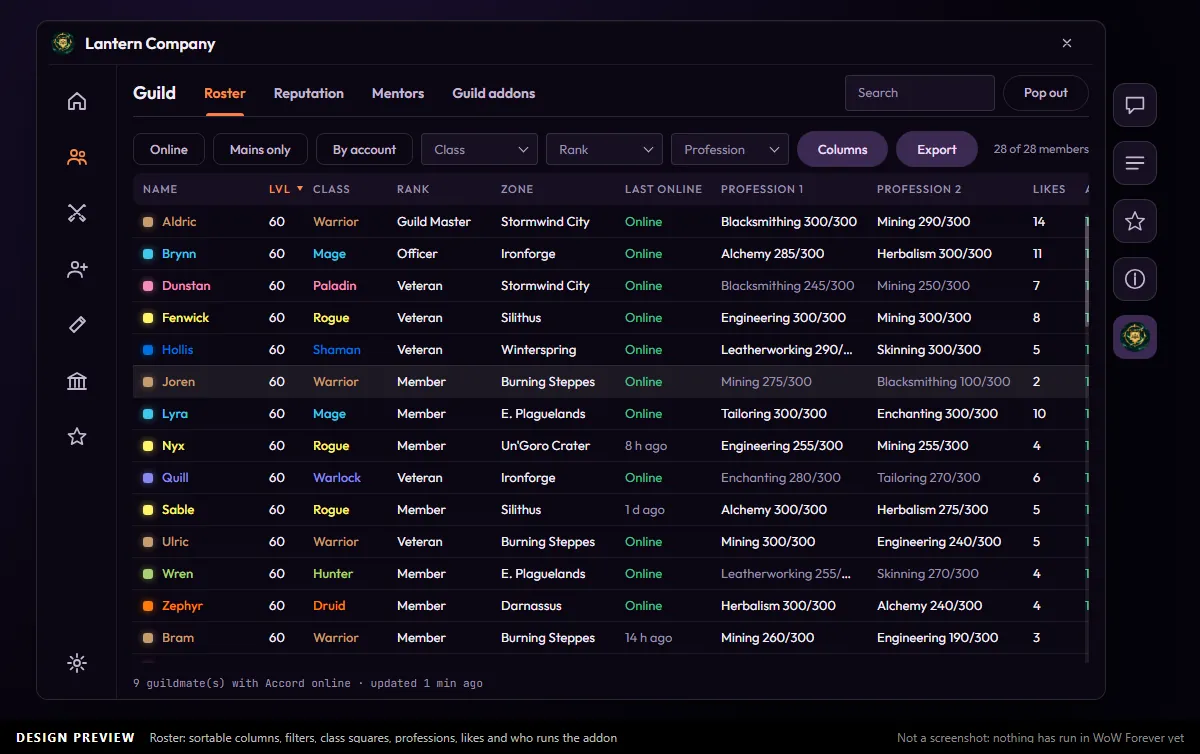 Lantern Company
Guild Roster Reputation Mentors Guild addons Search Pop out
Online Mains only By account Class Rank Profession Columns Export 28 of 28 members
NAME LVL CLASS RANK ZONE LAST ONLINE PROFESSION 1 PROFESSION 2 LIKES
Aldric 60 Warrior Guild Master Stormwind City Online Blacksmithing 300/300 Mining 290/300 14
Brynn 60 Mage Officer Ironforge Online Alchemy 285/300 Herbalism 300/300 11
Dunstan 60 Paladin Veteran Stormwind City Online Blacksmithing 245/300 Mining 250/300 7
Fenwick 60 Rogue Veteran Silithus Online Engineering 300/300 Mining 300/300 8
Hollis 60 Shaman Veteran Winterspring Online Leatherworking 290/... Skinning 300/300 5
Joren 60 Warrior Member Burning Steppes Online Mining 275/300 Blacksmithing 100/300 2
Lyra 60 Mage Member E. Plaguelands Online Tailoring 300/300 Enchanting 300/300 10
Nyx 60 Rogue Member Un'Goro Crater 8 h ago Engineering 255/300 Mining 255/300 4
Quill 60 Warlock Veteran Ironforge Online Enchanting 280/300 Tailoring 270/300 6
Sable 60 Rogue Member Silithus 1 d ago Alchemy 300/300 Herbalism 275/300 5
Ulric 60 Warrior Veteran Burning Steppes Online Mining 300/300 Engineering 240/300 5
Wren 60 Hunter Member E. Plaguelands Online Leatherworking 255/... Skinning 270/300 4
Zephyr 60 Druid Member Darnassus Online Herbalism 300/300 Alchemy 240/300 4
Bram 60 Warrior Member Burning Steppes 14 h ago Mining 260/300 Engineering 190/300 3
9 guildmate(s) with Accord online · updated 1 min ago
DESIGN PREVIEW Roster: sortable columns, filters, class squares, professions, likes and who runs the addon Not a screenshot: nothing has run in WoW Forever yet